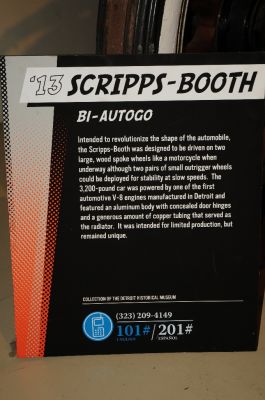 '13 SCRIPPS-BOOTH
BI-AUTOGO
Intended to revolutionize the shape of the automobile,
the Scripps-Booth was designed to be driven on two
large, wood spoke wheels like a motorcycle when
underway although two pairs of small outrigger wheels
could be deployed for stability at slow speeds. The
3,200-pound car was powered by one of the first
automotive V-8 engines manufactured in Detroit and
featured an aluminum body with concealed door hinges
and a generous amount of copper tubing that served as
the radiator. It was intended for limited production, but
remained unique.
COLLECTION OF THE DETROIT HISTORICAL MUSEUM
(323) 209-4149
101#/201#
ENGLISH ESPAÑOL